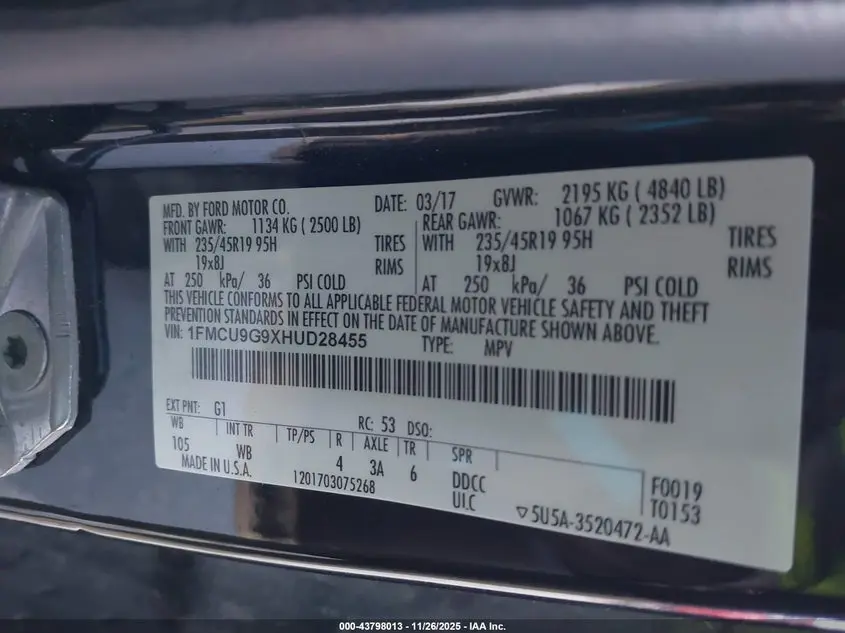 MFD. BY FORD MOTOR CO. DATE: 03/17 GVWR: 2195 KG ( 4840 LB)
FRONT GAWR: 1134 KG ( 2500 LB) REAR GAWR: 1067 KG ( 2352 LB)
WITH 235/45R19 95H TIRES WITH 235/45R19 95H TIRES
19x8J RIMS 19x8J RIMS
AT 250 kPa/ 36 PSI COLD AT 250 kPa/ 36 PSI COLD
THIS VEHICLE CONFORMS TO ALL APPLICABLE FEDERAL MOTOR VEHICLE SAFETY AND THEFT
PREVENTION STANDARDS IN EFFECT ON THE DATE OF MANUFACTURE SHOWN ABOVE.
VIN: 1FMCU9G9XHUD28455 TYPE: MPV
EXT PNT: G1 RC: 53 DSO:
WB INT TR TP/PS R AXLE TR SPR
105 WB 4 3A 6 DDCC F0019
MADE IN U.S.A. 1201703075268 UI,C T0153
▽5U5A-3520472-AA
000-43798013 - 11/26/2025 - IAA Inc.